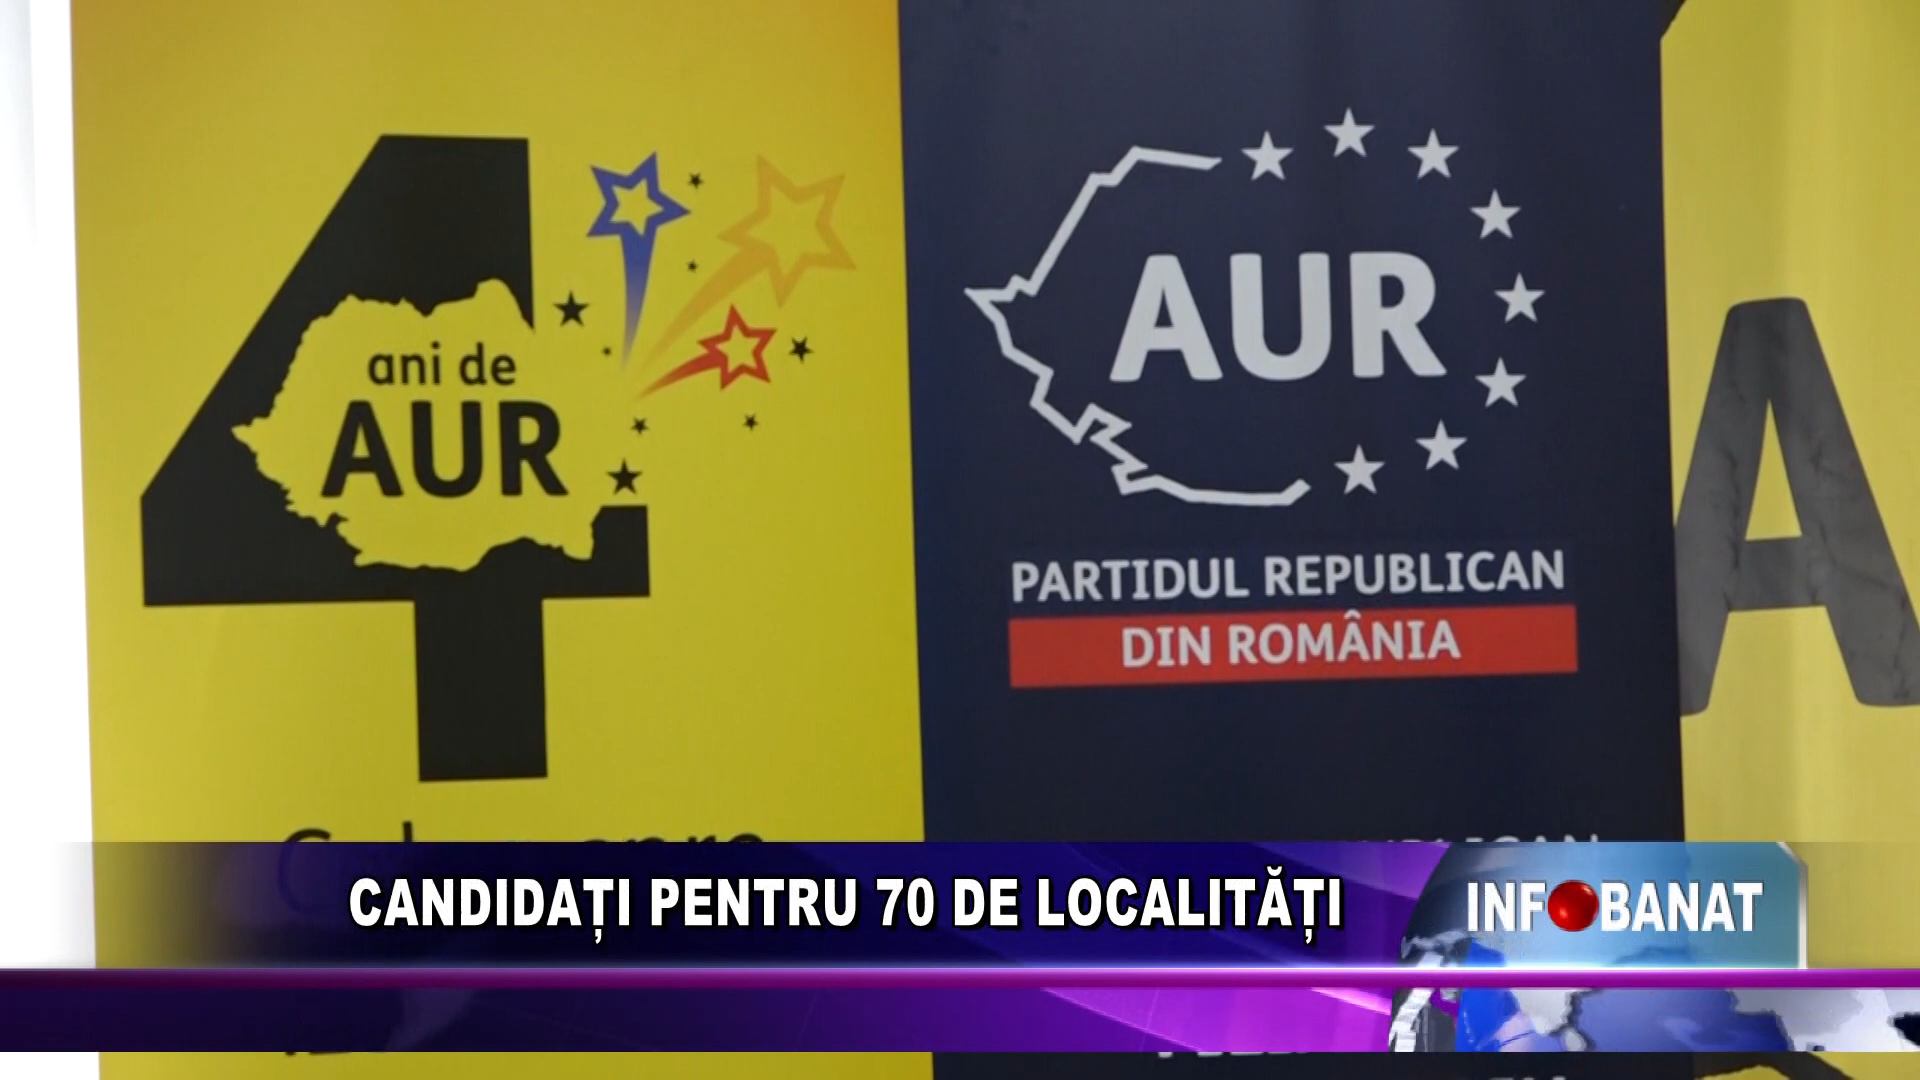 4
ani de
AUR
AUR
PARTIDUL REPUBLICAN
DIN ROMÂNIA
A
CANDIDAȚI PENTRU 70 DE LOCALITĂȚI
INFOBANAT